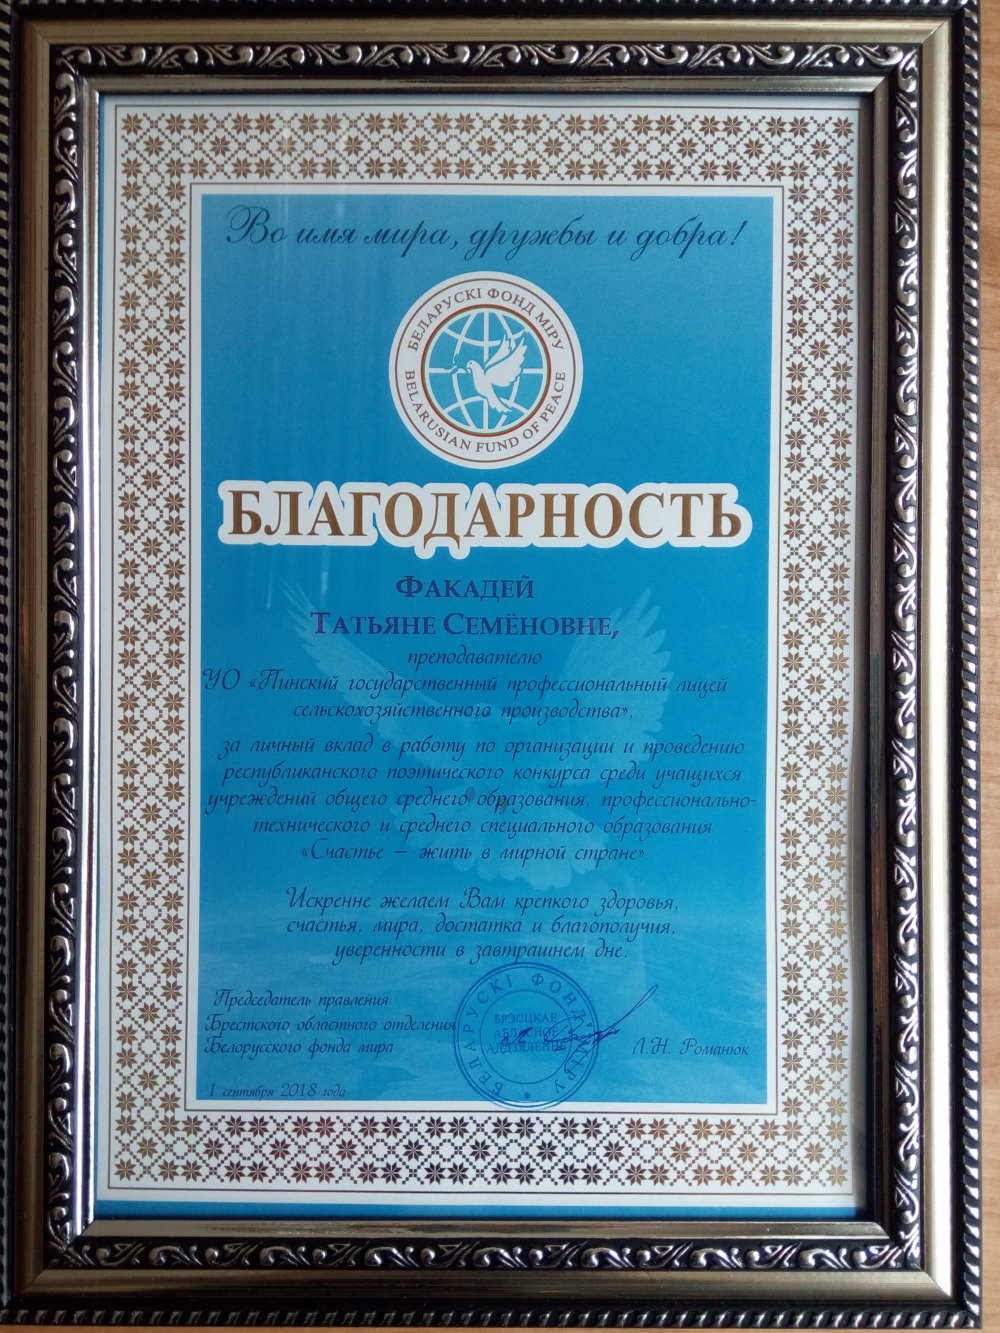 Во имя мира, дружбы и добра!
БЕЛАРУСКІ ФОНД МІРУ
BELARUSIAN FUND OF PEACE
БЛАГОДАРНОСТЬ
ФАКАДЕЙ
ТАТЬЯНЕ СЕМЁНОВНЕ,
преподавателю
УО «Пинский государственный профессиональный лицей
сельскохозяйственного производства»,
за личный вклад в работу по организации и проведению
республиканского поэтического конкурса среди учащихся
учреждений общего среднего образования, профессионально-
технического и среднего специального образования
«Счастье – жить в мирной стране»
Искренне желаем Вам крепкого здоровья,
счастья, мира, достатка и благополучия,
уверенности в завтрашнем дне.
Председатель правления
Брестского областного отделения
Белорусского фонда мира
Л.Н. Романюк
БЕЛАРУСКІ ФОНД МІРУ
БРЭСЦКАЕ
АБЛАСНОЕ
АДДЗЯЛЕННЕ
1 сентября 2018 года